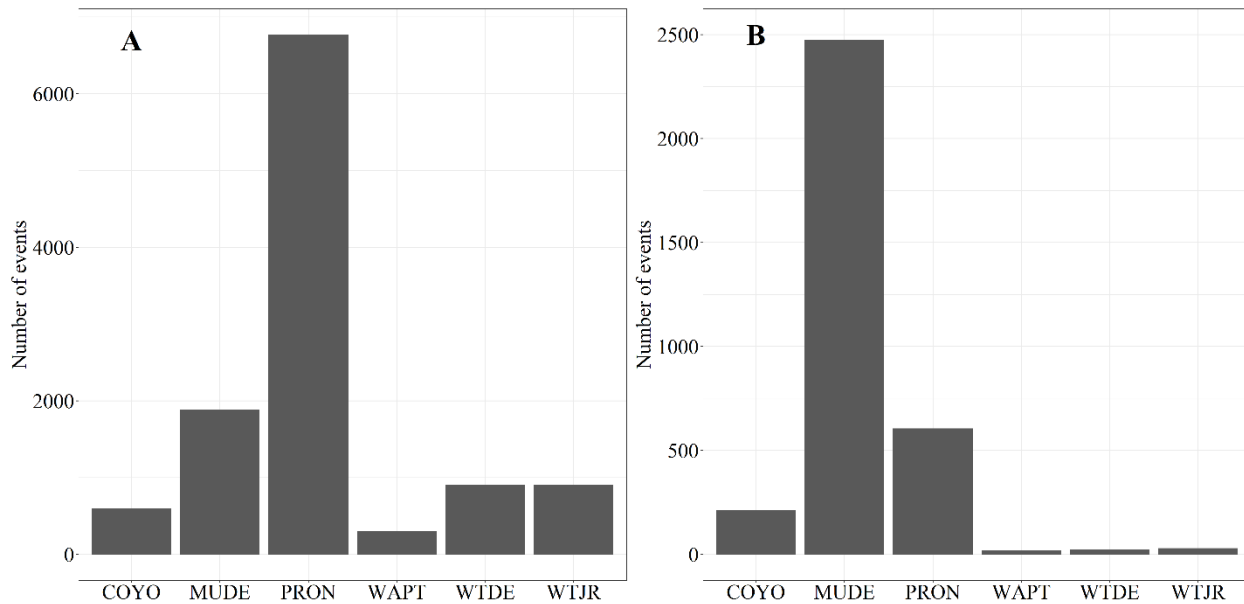 A
Number of events
6000
4000
2000
0
COYO MUDE PRON WAPT WTDE WTJR
B
Number of events
2500
2000
1500
1000
500
0
COYO MUDE PRON WAPT WTDE WTJR